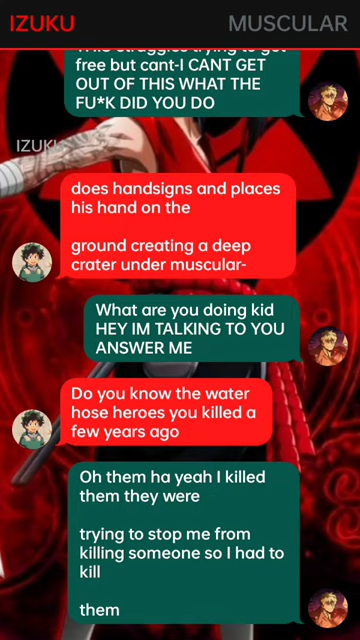 IZUKU
MUSCULAR
This struggles trying to get
free but cant-I CANT GET
OUT OF THIS WHAT THE
FU*K DID YOU DO
IZUKU
does handsigns and places
his hand on the
ground creating a deep
crater under muscular-
What are you doing kid
HEY IM TALKING TO YOU
ANSWER ME
Do you know the water
hose heroes you killed a
few years ago
Oh them ha yeah I killed
them they were
trying to stop me from
killing someone so I had to
kill
them